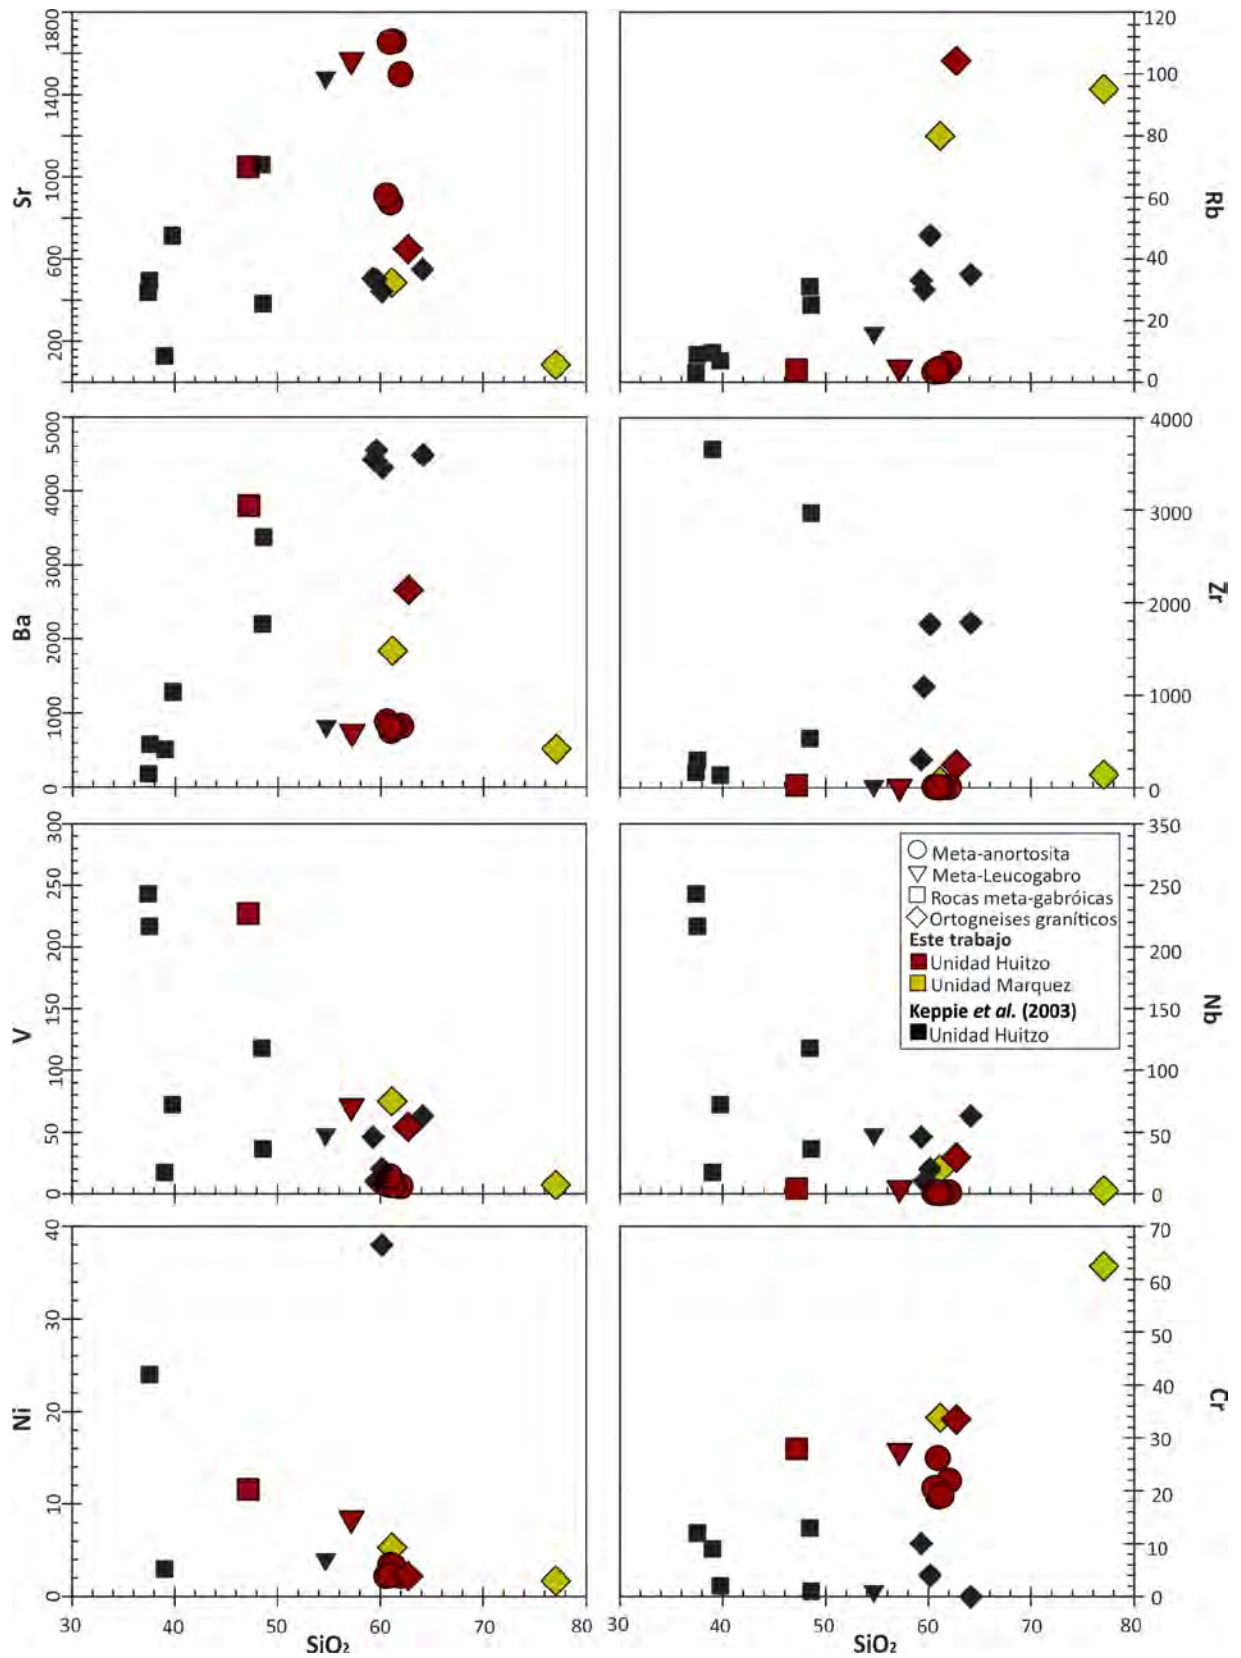 1800
1400
1000
600
200
Sr
120
100
80
60
40
20
0
Rb
5000
4000
3000
2000
1000
0
Ba
4000
3000
2000
1000
0
Zr
300
250
200
150
100
50
0
V
350
300
250
200
150
100
50
0
Nb
Meta-anortosita
Meta-Leucogabro
Rocas meta-gabróicas
Ortogneises graníticos
Este trabajo
Unidad Huitzo
Unidad Marquez
Keppie et al. (2003)
Unidad Huitzo
40
30
20
10
0
Ni
70
60
50
40
30
20
10
0
Cr
30 40 50 60 70 80
SiO₂
30 40 50 60 70 80
SiO₂